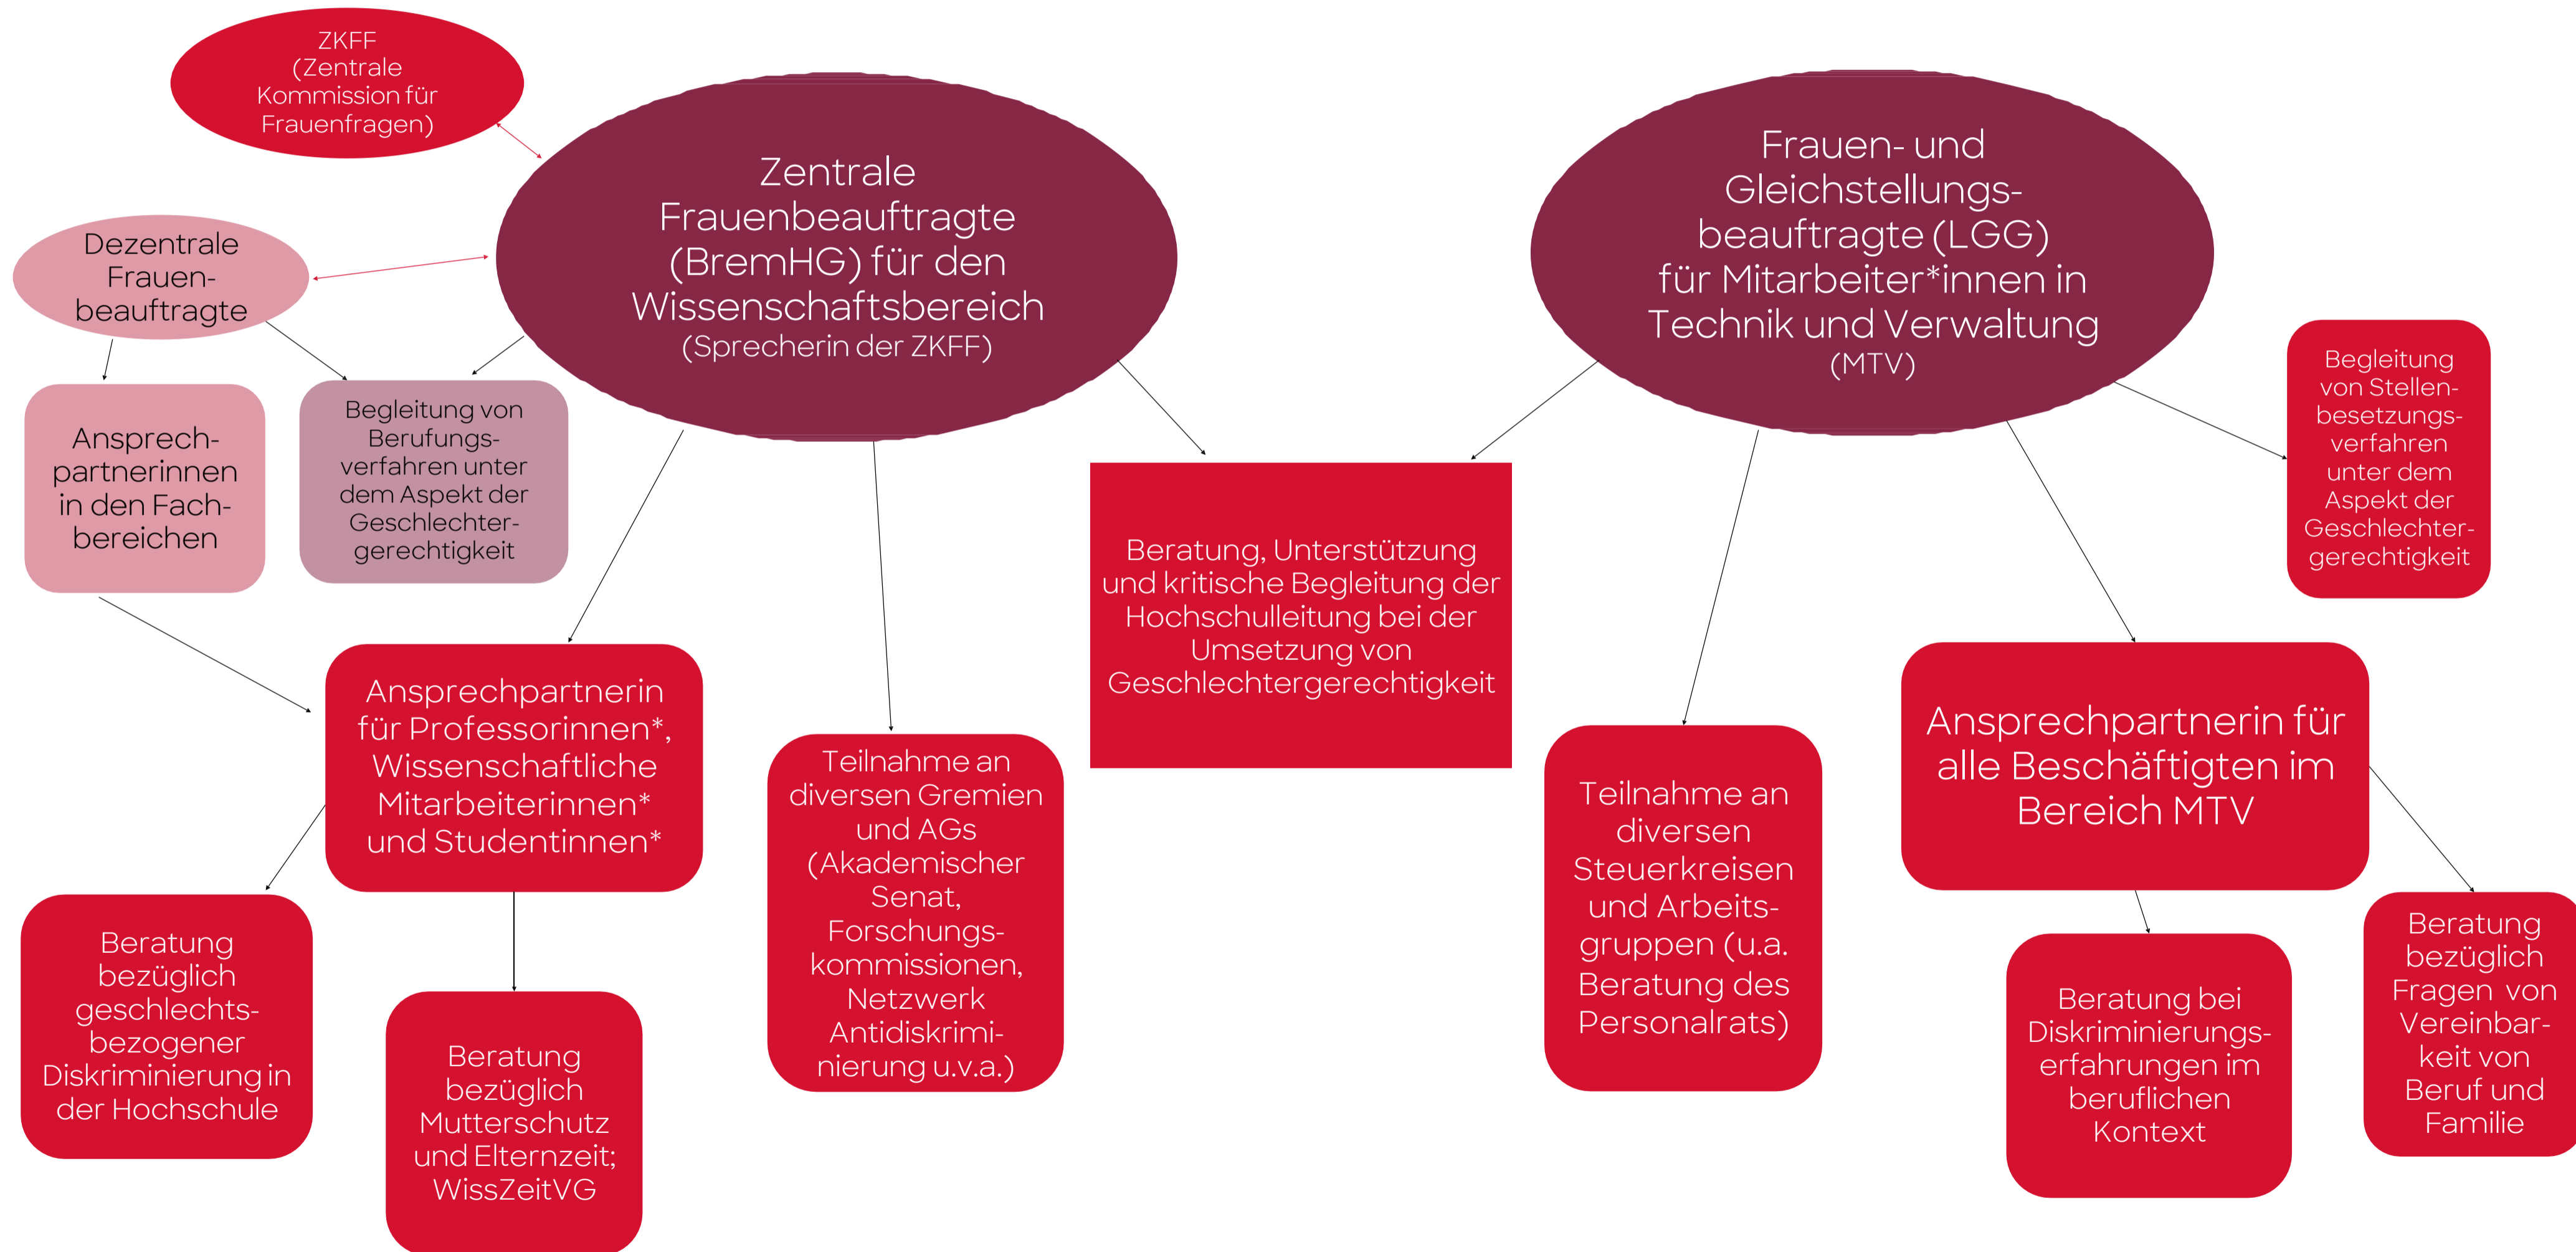 ZKFF
(Zentrale
Kommission für
Frauenfragen)
Zentrale
Frauenbeauftragte
(BremHG) für den
Wissenschaftsbereich
(Sprecherin der ZKFF)
Frauen- und
Gleichstellungs-
beauftragte (LGG)
für Mitarbeiter*innen in
Technik und Verwaltung
(MTV)
Dezentrale
Frauen-
beauftragte
Ansprech-
partnerinnen
in den Fach-
bereichen
Begleitung von
Berufungs-
verfahren unter
dem Aspekt der
Geschlechter-
gerechtigkeit
Beratung, Unterstützung
und kritische Begleitung der
Hochschulleitung bei der
Umsetzung von
Geschlechtergerechtigkeit
Begleitung
von Stellen-
besetzungs-
verfahren
unter dem
Aspekt der
Geschlechter-
gerechtigkeit
Ansprechpartnerin
für Professorinnen*,
Wissenschaftliche
Mitarbeiterinnen*
und Studentinnen*
Teilnahme an
diversen Gremien
und AGs
(Akademischer
Senat,
Forschungs-
kommissionen,
Netzwerk
Antidiskrimi-
nierung u.v.a.)
Teilnahme an
diversen
Steuerkreisen
und Arbeits-
gruppen (u.a.
Beratung des
Personalrats)
Ansprechpartnerin für
alle Beschäftigten im
Bereich MTV
Beratung
bezüglich
geschlechts-
bezogener
Diskriminierung in
der Hochschule
Beratung
bezüglich
Mutterschutz
und Elternzeit;
WissZeitVG
Beratung bei
Diskriminierungs-
erfahrungen im
beruflichen
Kontext
Beratung
bezüglich
Fragen von
Vereinbar-
keit von
Beruf und
Familie